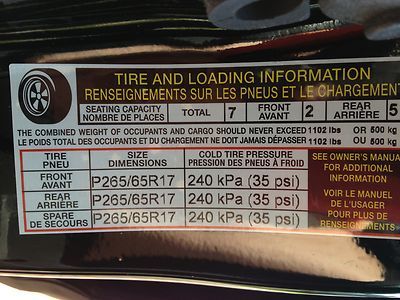 TIRE AND LOADING INFORMATION
RENSEIGNEMENTS SUR LES PNEUS ET LE CHARGEMENT
SEATING CAPACITY
NOMBRE DE PLACES
TOTAL 7 FRONT AVANT 2 REAR ARRIÈRE 5
THE COMBINED WEIGHT OF OCCUPANTS AND CARGO SHOULD NEVER EXCEED 1102 lbs OR 500 kg
LE POIDS TOTAL DES OCCUPANTS ET DU CHARGEMENT NE DOIT JAMAIS DÉPASSER 1102 lbs OU 500 kg
TIRE PNEU
SIZE DIMENSIONS
COLD TIRE PRESSURE
PRESSION DES PNEUS À FROID
FRONT AVANT P265/65R17 240 kPa (35 psi)
REAR ARRIÈRE P265/65R17 240 kPa (35 psi)
SPARE DE SECOURS P265/65R17 240 kPa (35 psi)
SEE OWNER'S MANUAL
FOR ADDITIONAL
INFORMATION
VOIR LE MANUEL
DE L'USAGER
POUR PLUS DE
RENSEIGNEMENTS